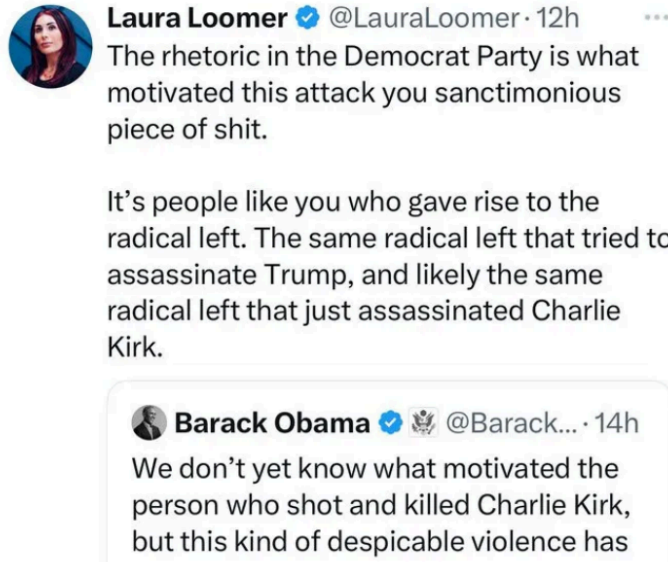 Laura Loomer @LauraLoomer · 12h
The rhetoric in the Democrat Party is what
motivated this attack you sanctimonious
piece of shit.
It’s people like you who gave rise to the
radical left. The same radical left that tried to
assassinate Trump, and likely the same
radical left that just assassinated Charlie
Kirk.
Barack Obama @Barack... · 14h
We don’t yet know what motivated the
person who shot and killed Charlie Kirk,
but this kind of despicable violence has